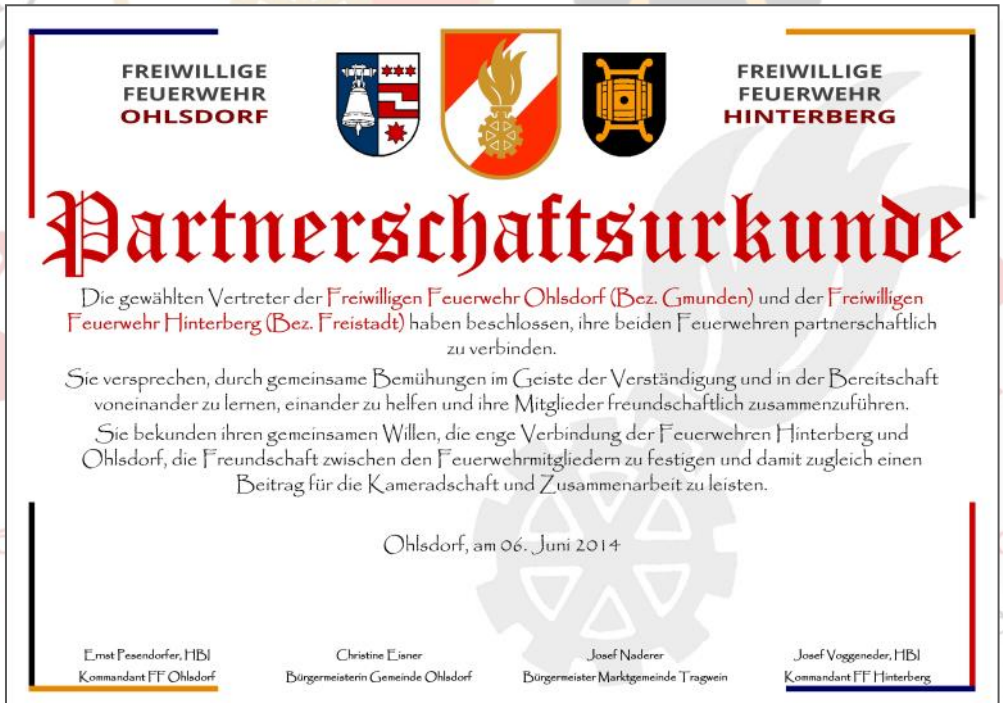 FREIWILLIGE
FEUERWEHR
OHLSDORF
FREIWILLIGE
FEUERWEHR
HINTERBERG
Partnerschaftsurkunde
Die gewählten Vertreter der Freiwilligen Feuerwehr Ohlsdorf (Bez. Gmunden) und der Freiwilligen
Feuerwehr Hinterberg (Bez. Freistadt) haben beschlossen, ihre beiden Feuerwehren partnerschaftlich
zu verbinden.
Sie versprechen, durch gemeinsame Bemühungen im Geiste der Verständigung und in der Bereitschaft
voneinander zu lernen, einander zu helfen und ihre Mitglieder freundschaftlich zusammenzuführen.
Sie bekunden ihren gemeinsamen Willen, die enge Verbindung der Feuerwehren Hinterberg und
Ohlsdorf, die Freundschaft zwischen den Feuerwehrmitgliedern zu festigen und damit zugleich einen
Beitrag für die Kameradschaft und Zusammenarbeit zu leisten.
Ohlsdorf, am 06. Juni 2014
Ernst Pesendorfer, HBI
Kommandant FF Ohlsdorf
Christine Eisner
Bürgermeisterin Gemeinde Ohlsdorf
Josef Naderer
Bürgermeister Marktgemeinde Tragwein
Josef Voggeneder, HBI
Kommandant FF Hinterberg